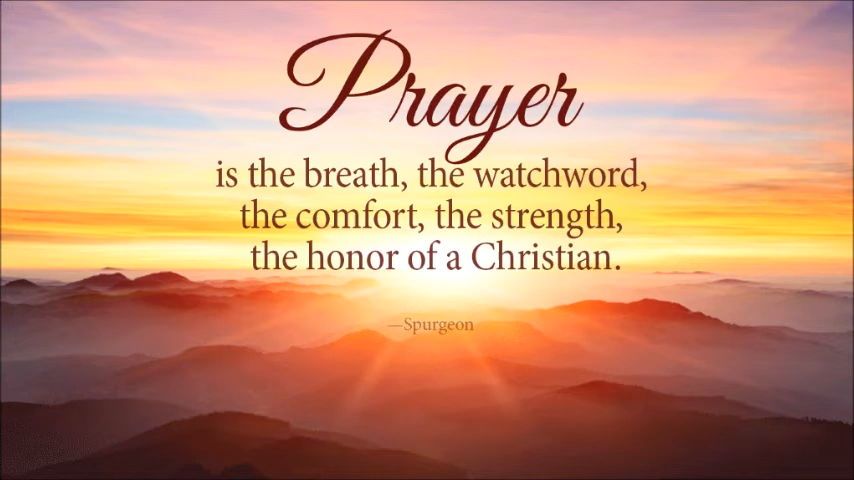 Prayer
is the breath, the watchword,
the comfort, the strength,
the honor of a Christian.
—Spurgeon